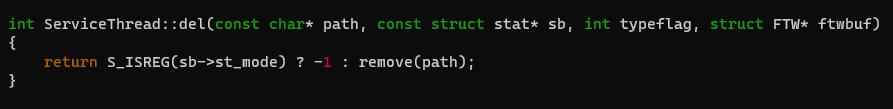 int ServiceThread::del(const char* path, const struct stat* sb, int typeflag, struct FTW* ftwbuf)
{
    return S_ISREG(sb->st_mode) ? -1 : remove(path);
}